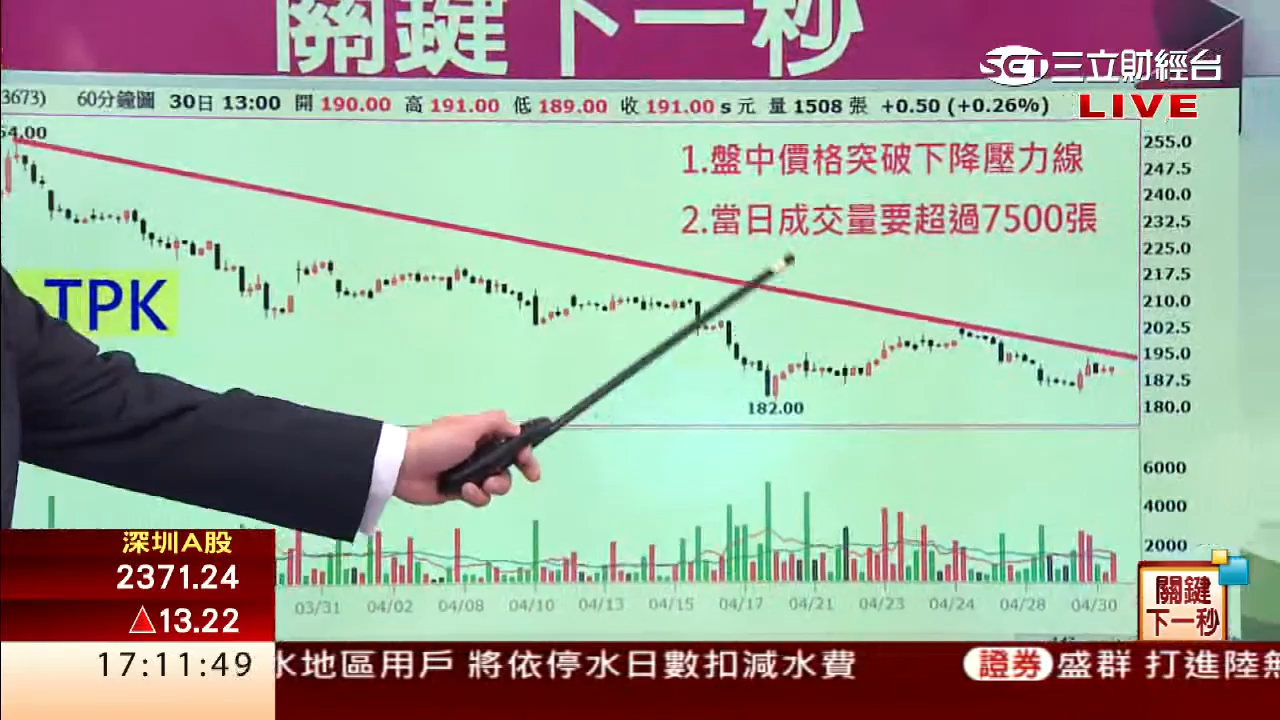 關鍵下一秒
SET 三立財經台
LIVE
3673) 60分鐘圖 30日 13:00 開 190.00 高 191.00 低 189.00 收 191.00 s 元 量 1508 張 +0.50 (+0.26%)
54.00
1.盤中價格突破下降壓力線
2.當日成交量要超過7500張
TPK
255.0
247.5
240.0
232.5
225.0
217.5
210.0
202.5
195.0
187.5
180.0
182.00
6000
4000
2000
03/31 04/02 04/08 04/10 04/13 04/15 04/17 04/21 04/23 04/24 04/28 04/30
深圳A股
2371.24
△13.22
關鍵
下一秒
17:11:49
水地區用戶 將依停水日數扣減水費 證券 盛群 打進陸無